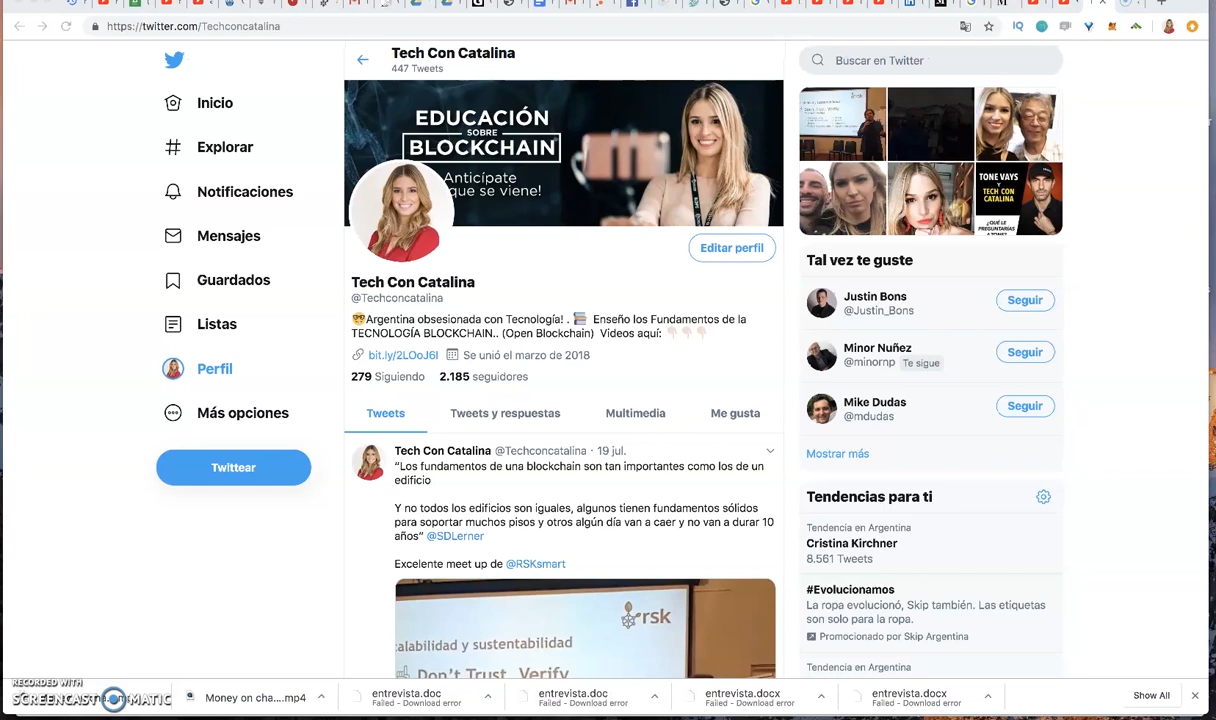 https://twitter.com/Techconcatalina
Tech Con Catalina
447 Tweets
Buscar en Twitter
Inicio
Explorar
Notificaciones
Mensajes
Guardados
Listas
Perfil
Más opciones
Twittear
EDUCACIÓN
SOBRE
BLOCKCHAIN
Anticípate
que se viene!
Editar perfil
Tech Con Catalina
@Techconcatalina
Argentina obsesionada con Tecnología! . Enseño los Fundamentos de la
TECNOLOGÍA BLOCKCHAIN.. (Open Blockchain) Vídeos aquí:
bit.ly/2LOoJ6I Se unió el marzo de 2018
279 Siguiendo 2.185 seguidores
Tweets Tweets y respuestas Multimedia Me gusta
Tech Con Catalina @Techconcatalina · 19 jul.
"Los fundamentos de una blockchain son tan importantes como los de un
edificio
Y no todos los edificios son iguales, algunos tienen fundamentos sólidos
para soportar muchos pisos y otros algún día van a caer y no van a durar 10
años" @SDLerner
Excelente meet up de @RSKsmart
rsk
calabilidad y sustentabilidad
Don't Trust, Verify
TONE VAYS
Y
TECH CON
CATALINA
¿QUÉ LE
PREGUNTARÍAS
A TONE?
Tal vez te guste
Justin Bons
@Justin_Bons
Seguir
Minor Nuñez
@minornp Te sigue
Seguir
Mike Dudas
@mdudas
Seguir
Mostrar más
Tendencias para ti
Tendencia en Argentina
Cristina Kirchner
8.561 Tweets
#Evolucionamos
La ropa evolucionó, Skip también. Las etiquetas
son solo para la ropa.
Promocionado por Skip Argentina
Tendencia en Argentina
RECORDED WITH
SCREENCAST-O-MATIC
Money on cha....mp4
entrevista.doc
Failed - Download error
entrevista.doc
Failed - Download error
entrevista.docx
Failed - Download error
entrevista.docx
Failed - Download error
Show All